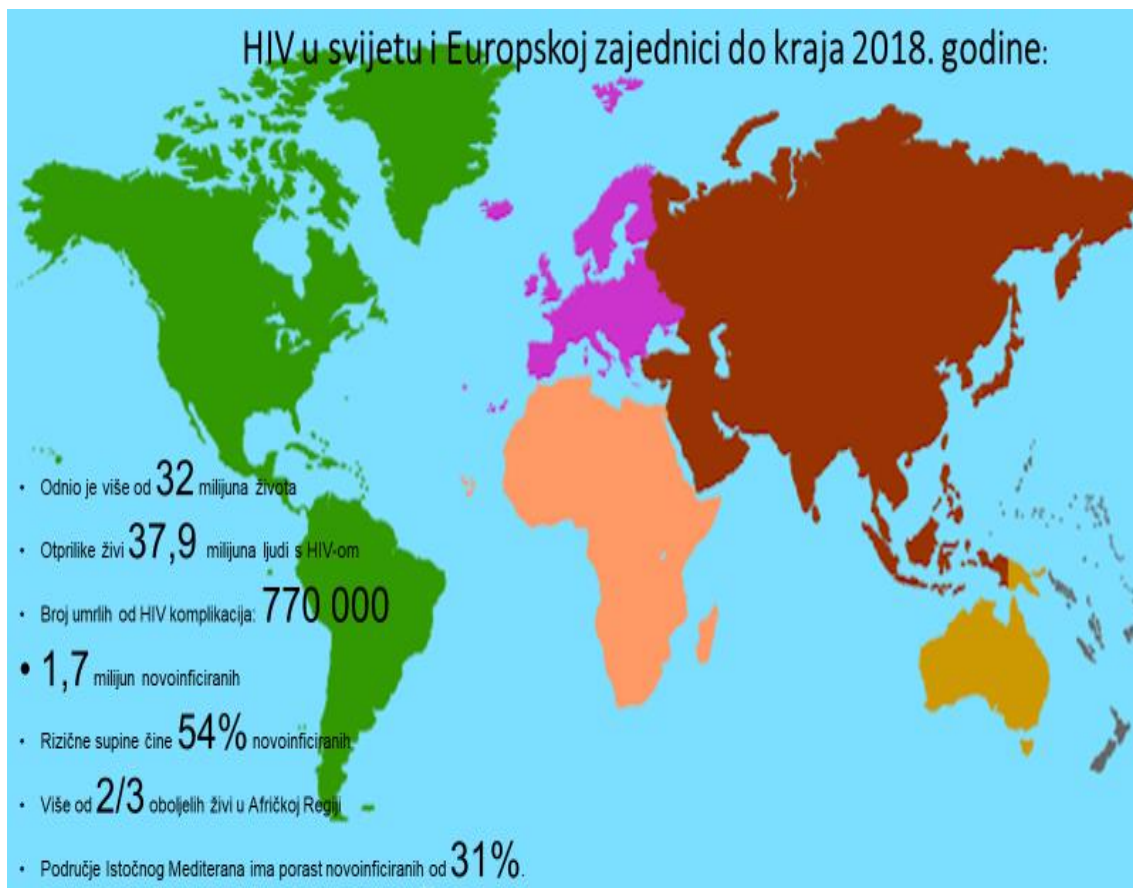 HIV u svijetu i Europskoj zajednici do kraja 2018. godine:
• Odnio je više od 32 milijuna života
• Otprilike živi 37,9 milijuna ljudi s HIV-om
• Broj umrlih od HIV komplikacija: 770 000
• 1,7 milijun novoinficiranih
• Rizične supine čine 54% novoinficiranih
• Više od 2/3 oboljelih živi u Afričkoj Regiji
• Područje Istočnog Mediterana ima porast novoinficiranih od 31%.